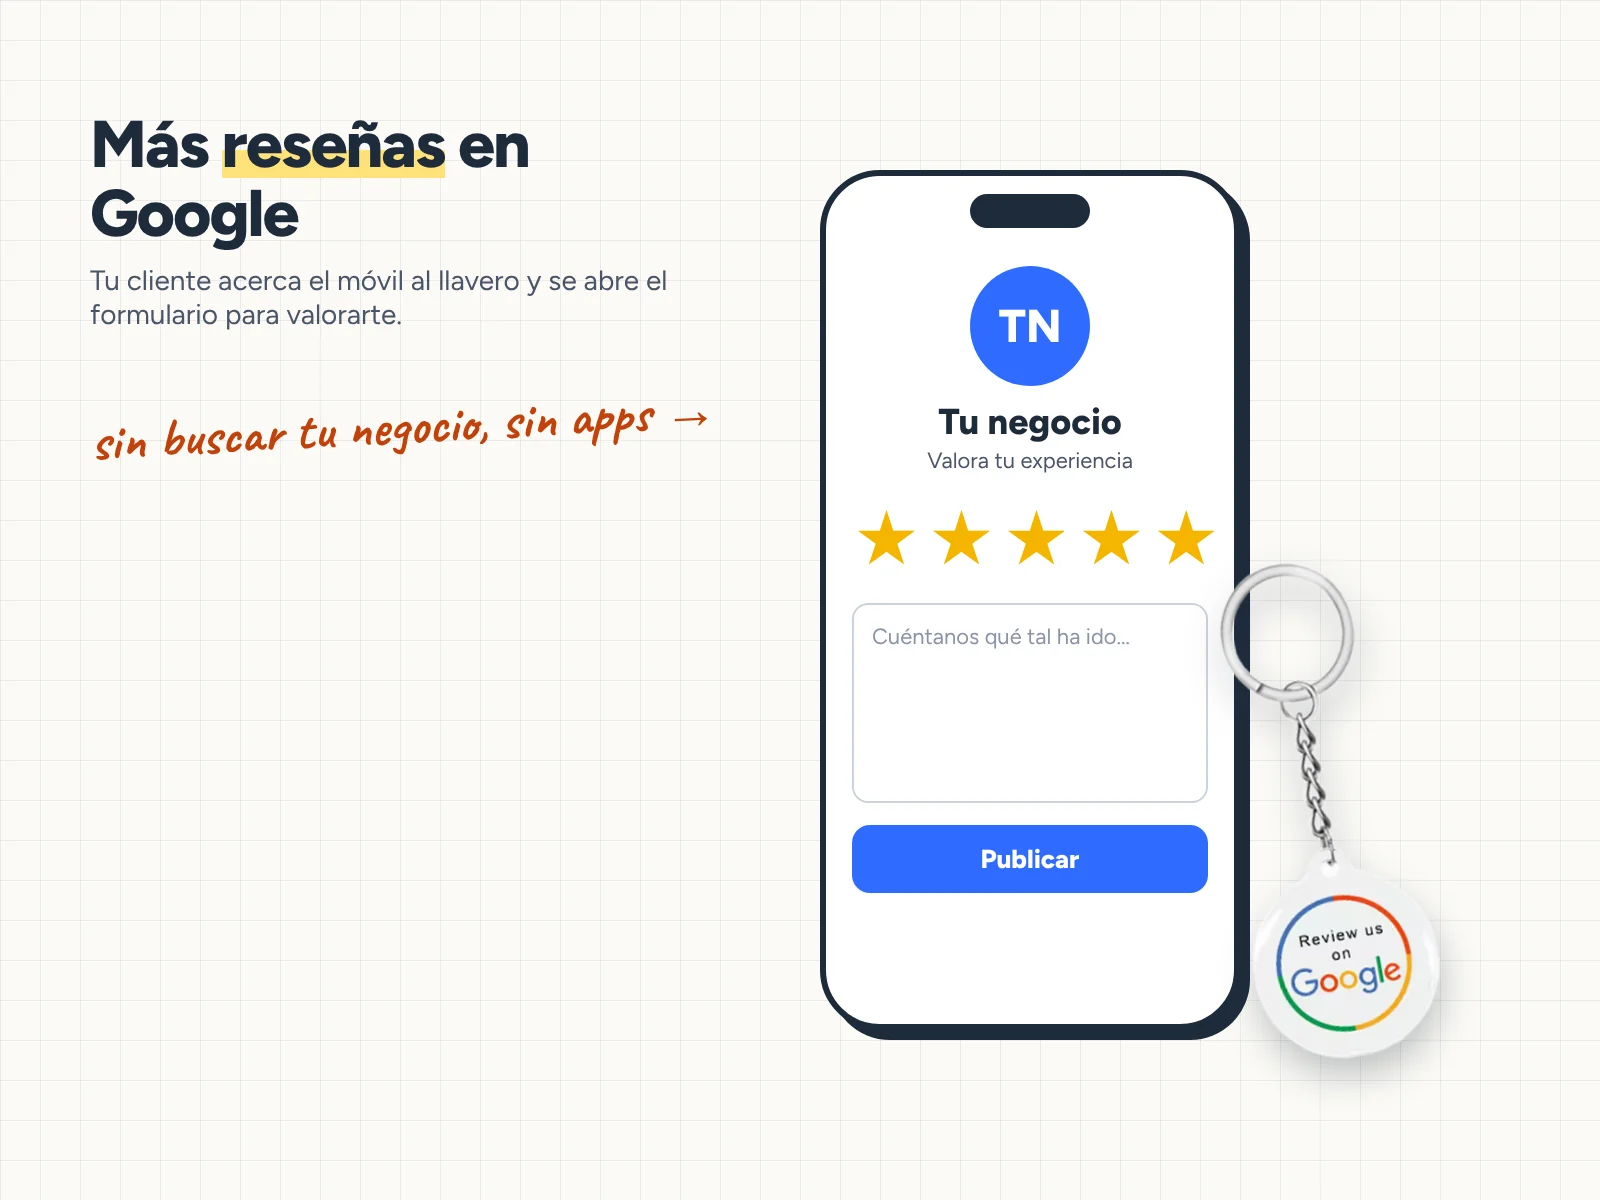 Más reseñas en
Google
Tu cliente acerca el móvil al llavero y se abre el
formulario para valorarte.
sin buscar tu negocio, sin apps →
TN
Tu negocio
Valora tu experiencia
Cuéntanos qué tal ha ido...
Publicar
Review us
on
Google